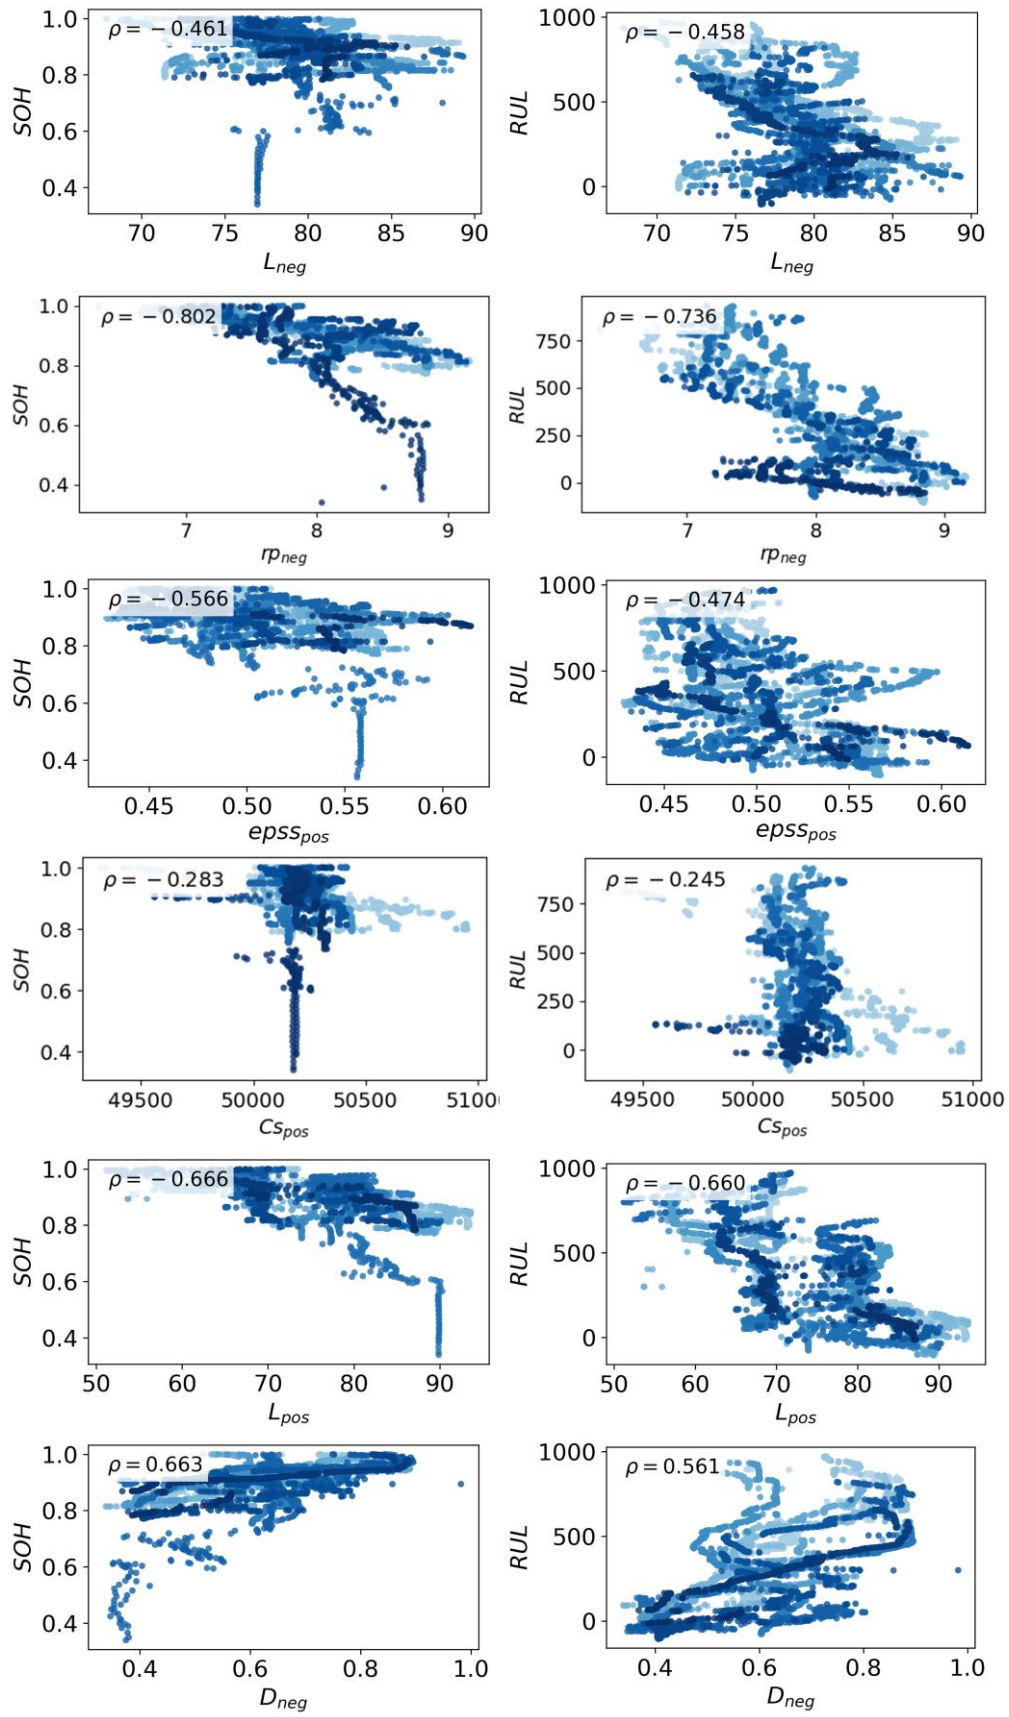 ρ = − 0.461
1.0
0.8
0.6
0.4
SOH
70 75 80 85 90
L_neg
ρ = − 0.458
1000
500
0
RUL
70 75 80 85 90
L_neg
ρ = − 0.802
1.0
0.8
0.6
0.4
SOH
7 8 9
rp_neg
ρ = − 0.736
750
500
250
0
RUL
7 8 9
rp_neg
ρ = − 0.566
1.0
0.8
0.6
0.4
SOH
0.45 0.50 0.55 0.60
epss_pos
ρ = − 0.474
1000
500
0
RUL
0.45 0.50 0.55 0.60
epss_pos
ρ = − 0.283
1.0
0.8
0.6
0.4
SOH
49500 50000 50500 51000
Cs_pos
ρ = − 0.245
750
500
250
0
RUL
49500 50000 50500 51000
Cs_pos
ρ = − 0.666
1.0
0.8
0.6
0.4
SOH
50 60 70 80 90
L_pos
ρ = − 0.660
1000
500
0
RUL
50 60 70 80 90
L_pos
ρ = 0.663
1.0
0.8
0.6
0.4
SOH
0.4 0.6 0.8 1.0
D_neg
ρ = 0.561
1000
500
0
RUL
0.4 0.6 0.8 1.0
D_neg